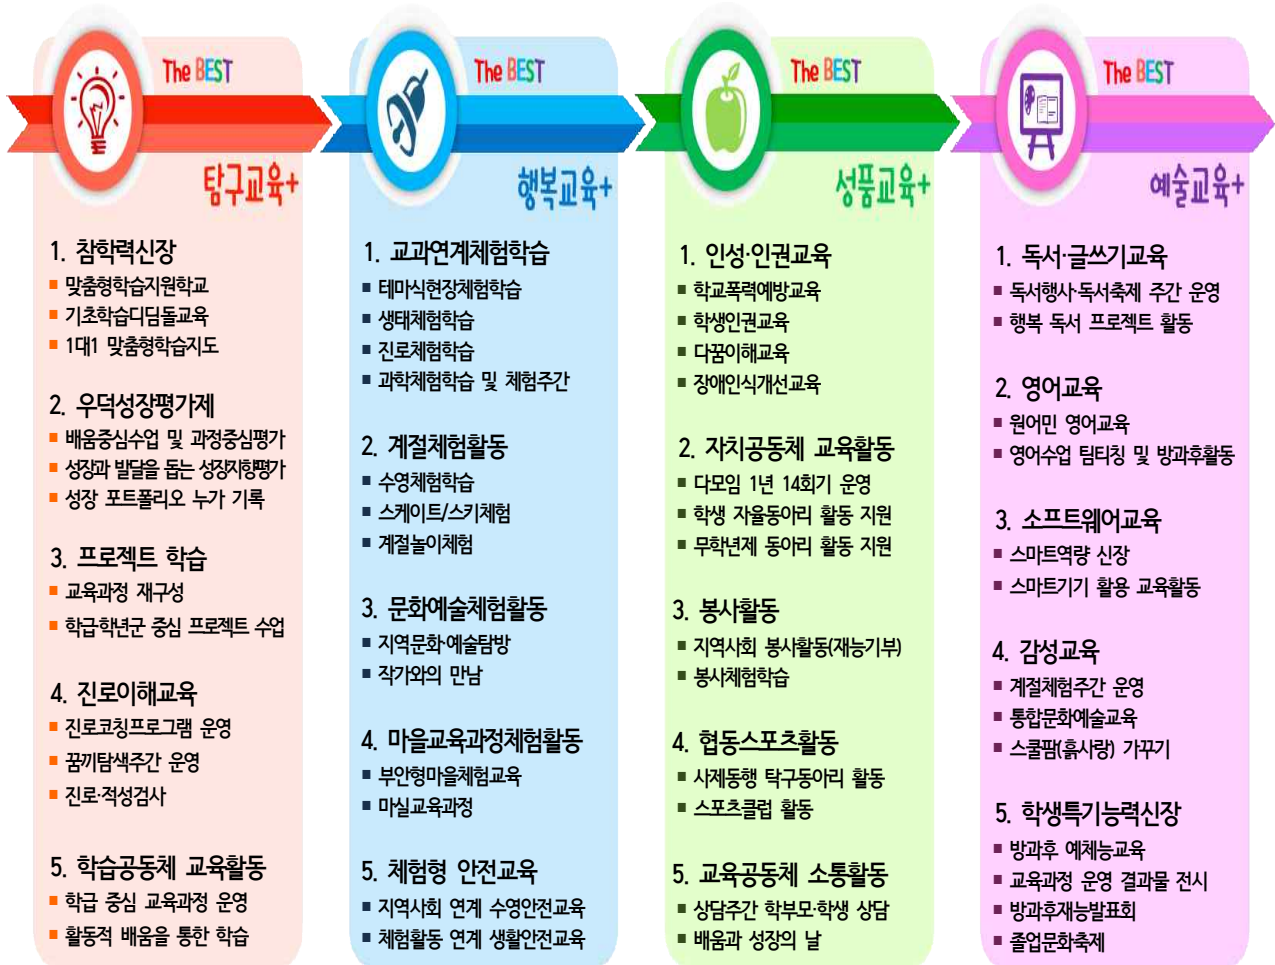 The BEST
탐구교육+
1. 참학력신장
■ 맞춤형학습지원학교
■ 기초학습디딤돌교육
■ 1대1 맞춤형학습지도
2. 우덕성장평가제
■ 배움중심수업 및 과정중심평가
■ 성장과 발달을 돕는 성장지향평가
■ 성장 포트폴리오 누가 기록
3. 프로젝트 학습
■ 교육과정 재구성
■ 학급·학년군 중심 프로젝트 수업
4. 진로이해교육
■ 진로코칭프로그램 운영
■ 꿈끼탐색주간 운영
■ 진로·적성검사
5. 학습공동체 교육활동
■ 학급 중심 교육과정 운영
■ 활동적 배움을 통한 학습
The BEST
행복교육+
1. 교과연계체험학습
■ 테마식현장체험학습
■ 생태체험학습
■ 진로체험학습
■ 과학체험학습 및 체험주간
2. 계절체험활동
■ 수영체험학습
■ 스케이트/스키체험
■ 계절놀이체험
3. 문화예술체험활동
■ 지역문화·예술탐방
■ 작가와의 만남
4. 마을교육과정체험활동
■ 부안형마을체험교육
■ 마실교육과정
5. 체험형 안전교육
■ 지역사회 연계 수영안전교육
■ 체험활동 연계 생활안전교육
The BEST
성품교육+
1. 인성·인권교육
■ 학교폭력예방교육
■ 학생인권교육
■ 다꿈이해교육
■ 장애인식개선교육
2. 자치공동체 교육활동
■ 다모임 1년 14회기 운영
■ 학생 자율동아리 활동 지원
■ 무학년제 동아리 활동 지원
3. 봉사활동
■ 지역사회 봉사활동(재능기부)
■ 봉사체험학습
4. 협동스포츠활동
■ 사제동행 탁구동아리 활동
■ 스포츠클럽 활동
5. 교육공동체 소통활동
■ 상담주간 학부모·학생 상담
■ 배움과 성장의 날
The BEST
예술교육+
1. 독서·글쓰기교육
■ 독서행사·독서축제 주간 운영
■ 행복 독서 프로젝트 활동
2. 영어교육
■ 원어민 영어교육
■ 영어수업 팀티칭 및 방과후활동
3. 소프트웨어교육
■ 스마트역량 신장
■ 스마트기기 활용 교육활동
4. 감성교육
■ 계절체험주간 운영
■ 통합문화예술교육
■ 스쿨팜(흙사랑) 가꾸기
5. 학생특기능력신장
■ 방과후 예체능교육
■ 교육과정 운영 결과물 전시
■ 방과후재능발표회
■ 졸업문화축제